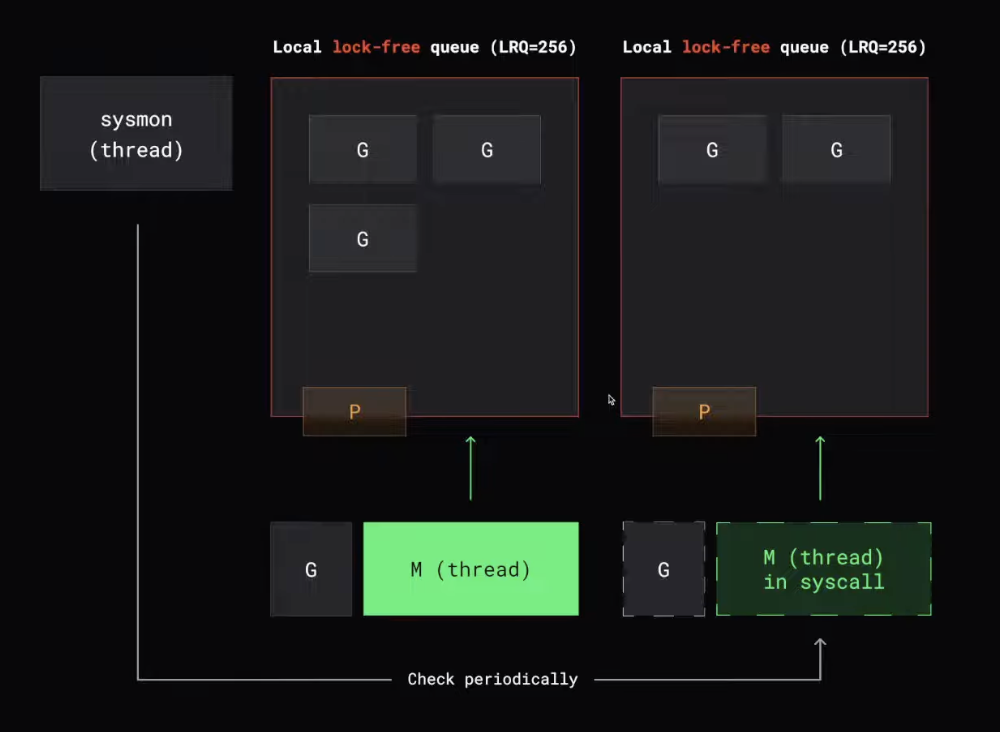 Local lock-free queue (LRQ=256)
Local lock-free queue (LRQ=256)
sysmon
(thread)
G
G
G
G
G
P
P
G
M (thread)
G
M (thread)
in syscall
Check periodically